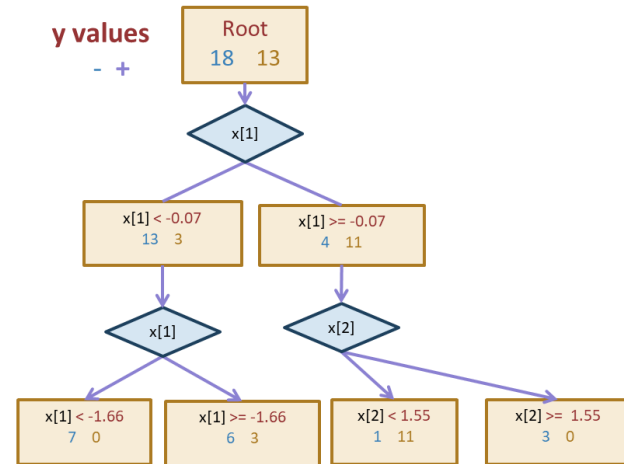 y values
- +
Root
18 13
x[1]
x[1] < -0.07
13 3
x[1] >= -0.07
4 11
x[1]
x[2]
x[1] < -1.66
7 0
x[1] >= -1.66
6 3
x[2] < 1.55
1 11
x[2] >= 1.55
3 0